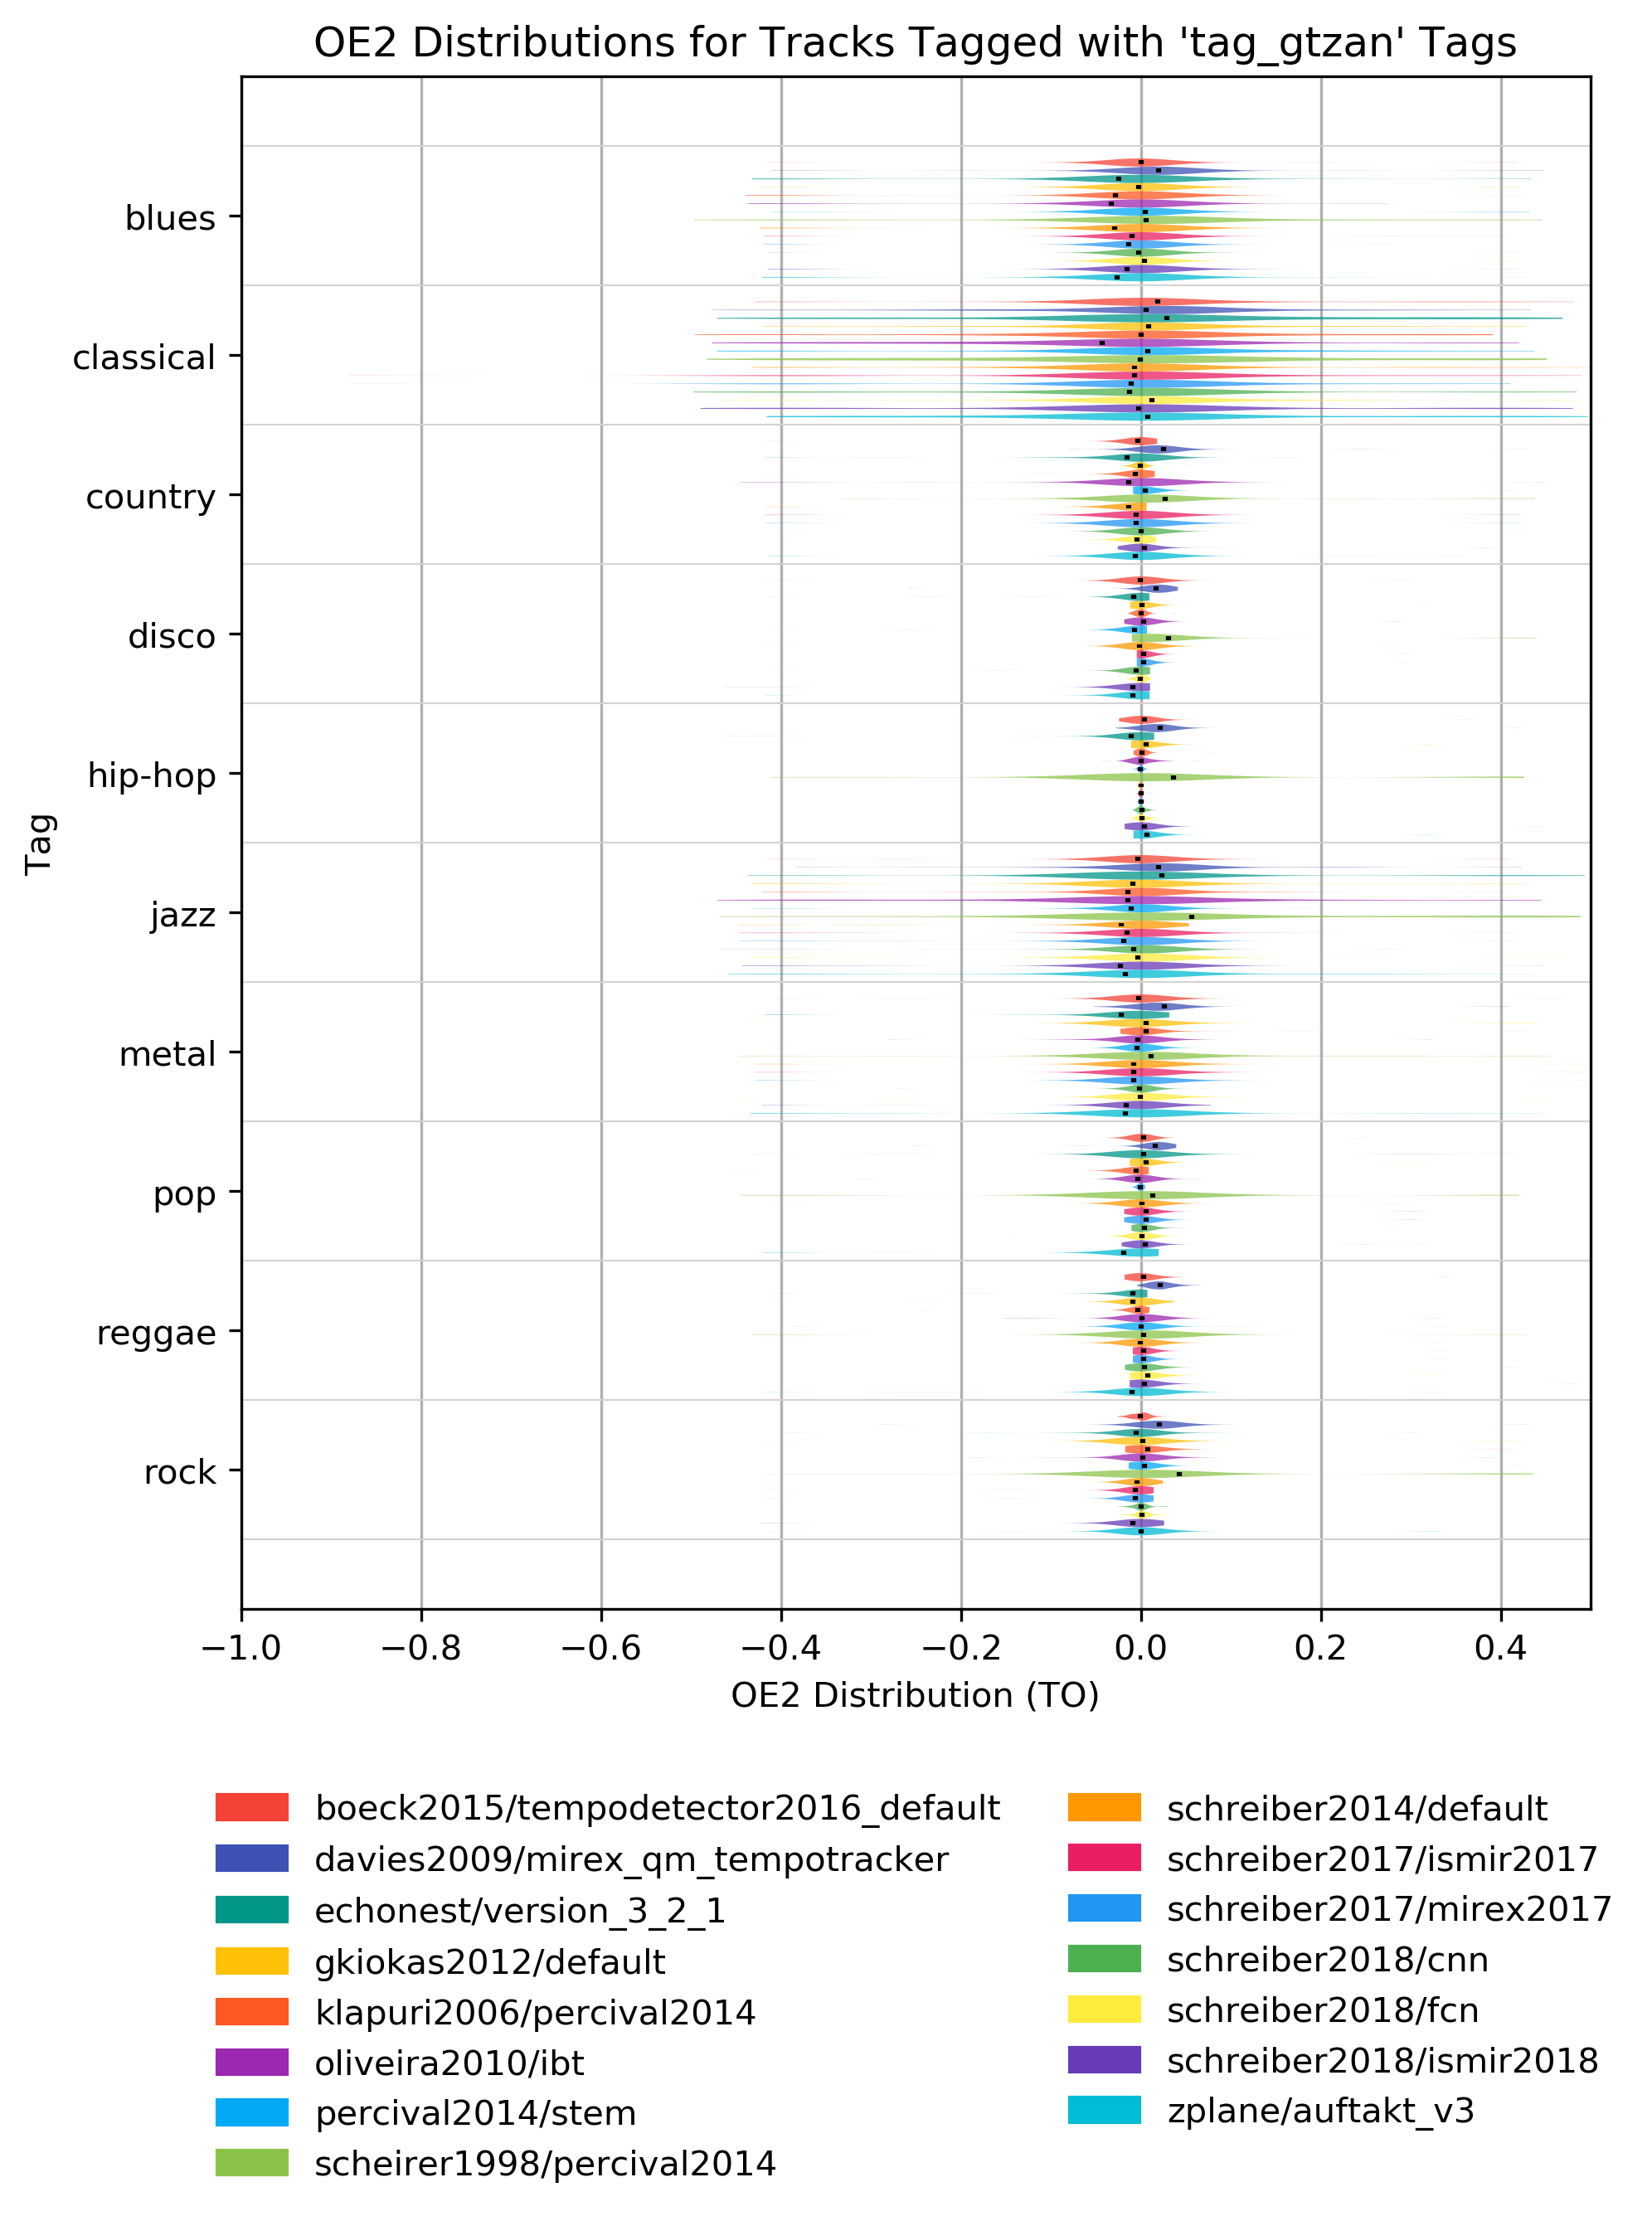 OE2 Distributions for Tracks Tagged with 'tag_gtzan' Tags
Tag
blues
classical
country
disco
hip-hop
jazz
metal
pop
reggae
rock
−1.0 −0.8 −0.6 −0.4 −0.2 0.0 0.2 0.4
OE2 Distribution (TO)
boeck2015/tempodetector2016_default
davies2009/mirex_qm_tempotracker
echonest/version_3_2_1
gkiokas2012/default
klapuri2006/percival2014
oliveira2010/ibt
percival2014/stem
scheirer1998/percival2014
schreiber2014/default
schreiber2017/ismir2017
schreiber2017/mirex2017
schreiber2018/cnn
schreiber2018/fcn
schreiber2018/ismir2018
zplane/auftakt_v3